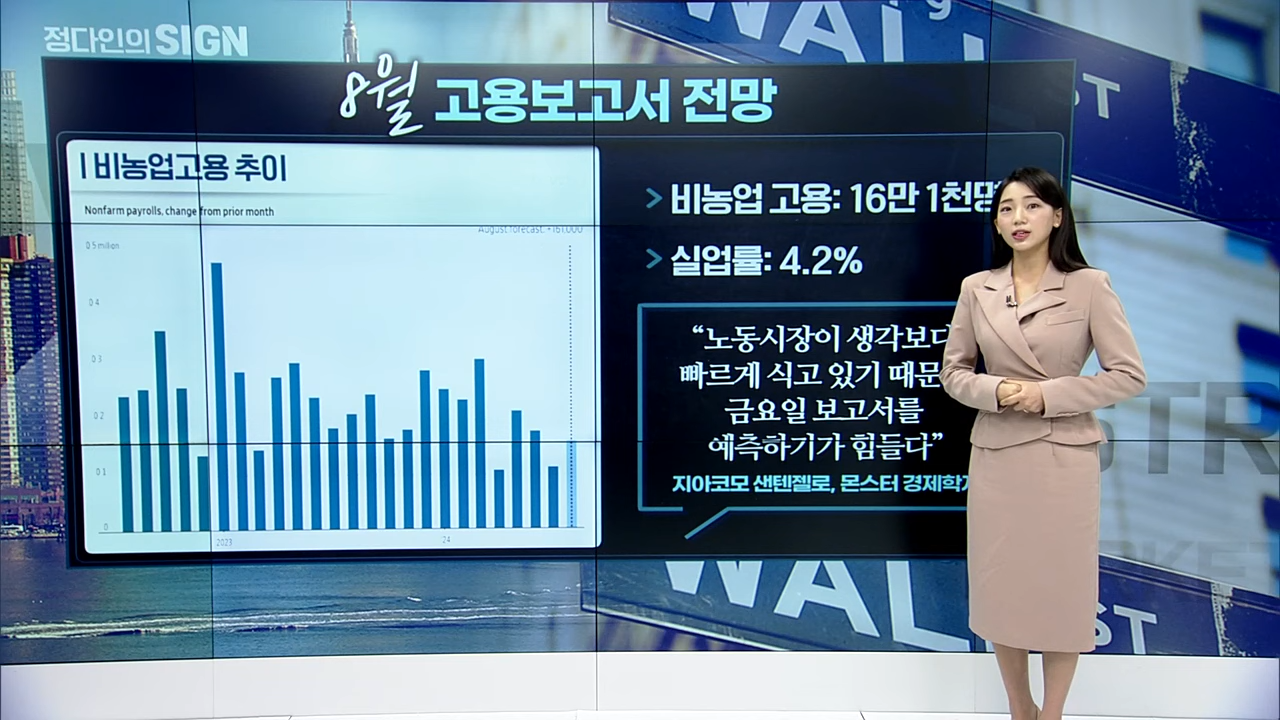 정다인의 SIGN
8월 고용보고서 전망
비농업고용 추이
Nonfarm payrolls, change from prior month
August forecast: +161,000
0.5 million
0.4
0.3
0.2
0.1
0
2023
24
비농업 고용: 16만 1천명
실업률: 4.2%
“노동시장이 생각보다
빠르게 식고 있기
금요일 보고서를
예측하기가 힘들다”
지아코모 샌텐젤로, 몬스터
WALL
ST
WALL
ST
STR